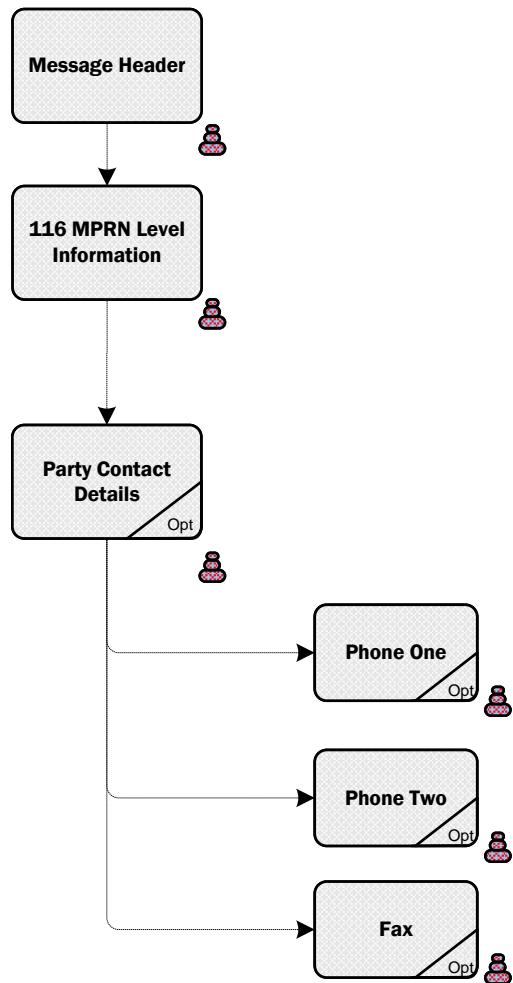 Message Header
116 MPRN Level
Information
Party Contact
Details
Opt
Phone One
Opt
Phone Two
Opt
Fax
Opt